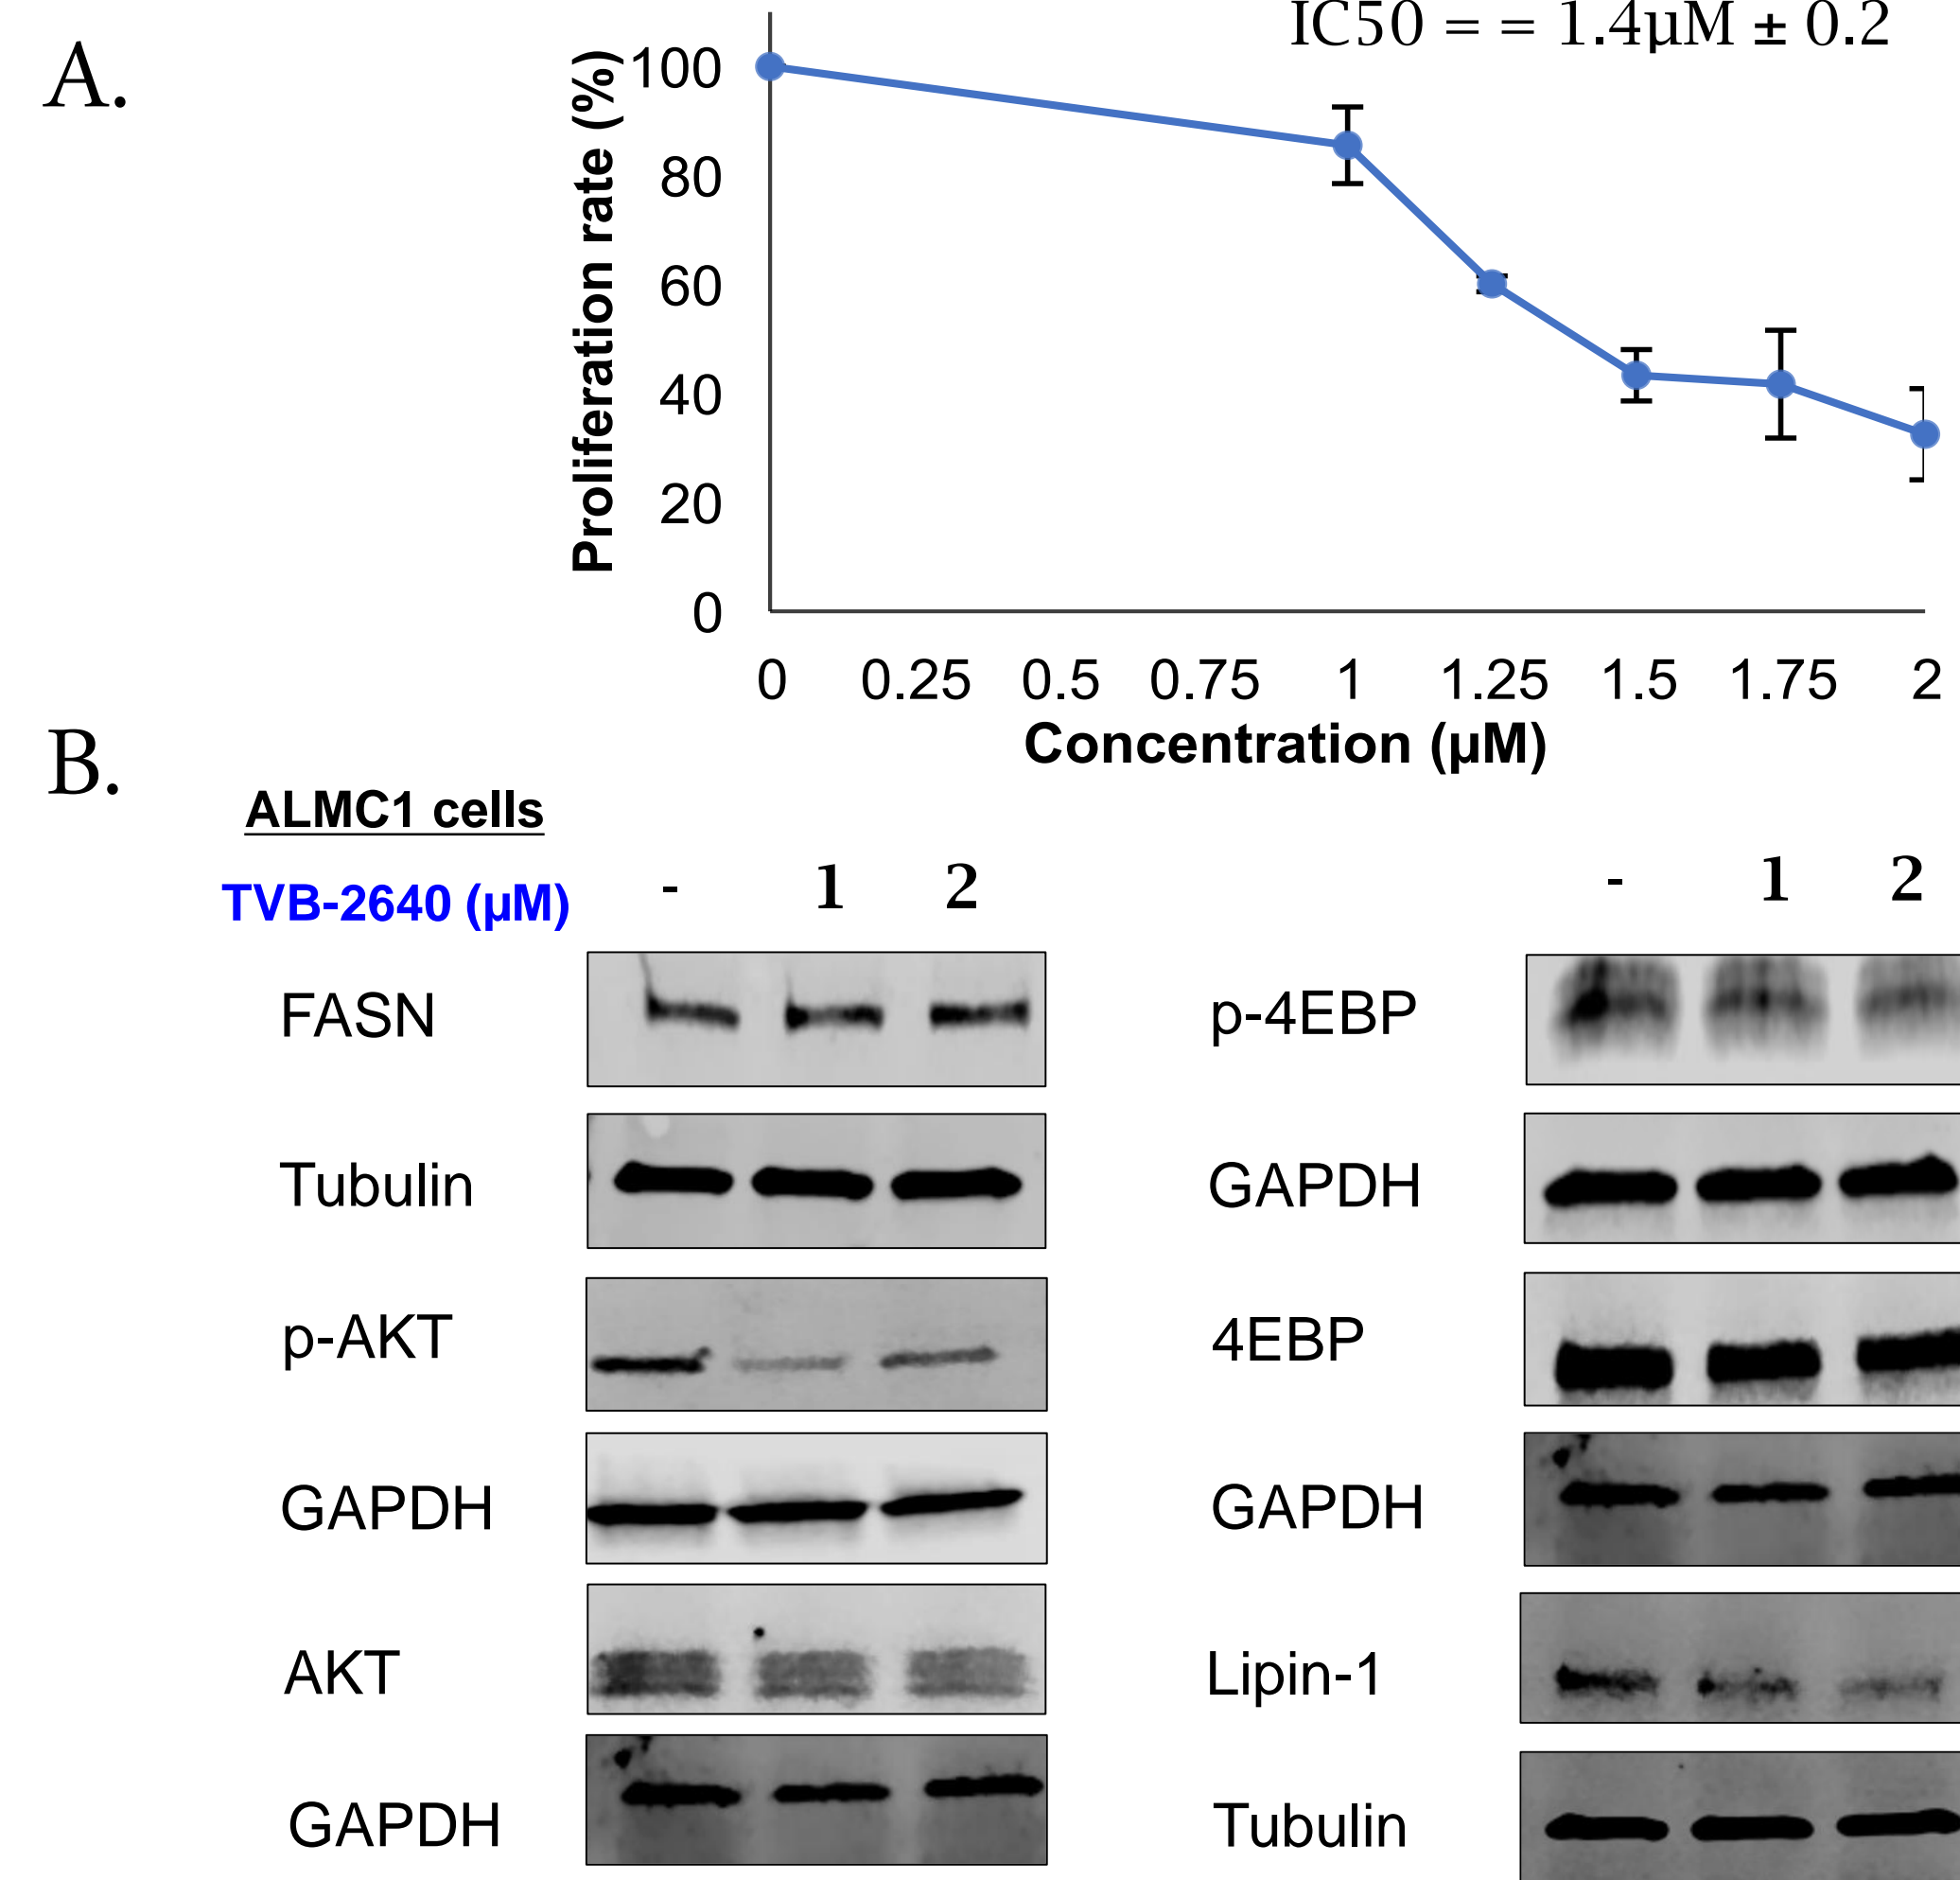 A.
IC50 = = 1.4µM ± 0.2
Proliferation rate (%)
100
80
60
40
20
0
0 0.25 0.5 0.75 1 1.25 1.5 1.75 2
Concentration (µM)
B.
ALMC1 cells
TVB-2640 (µM) - 1 2
- 1 2
FASN
Tubulin
p-AKT
GAPDH
AKT
GAPDH
p-4EBP
GAPDH
4EBP
GAPDH
Lipin-1
Tubulin